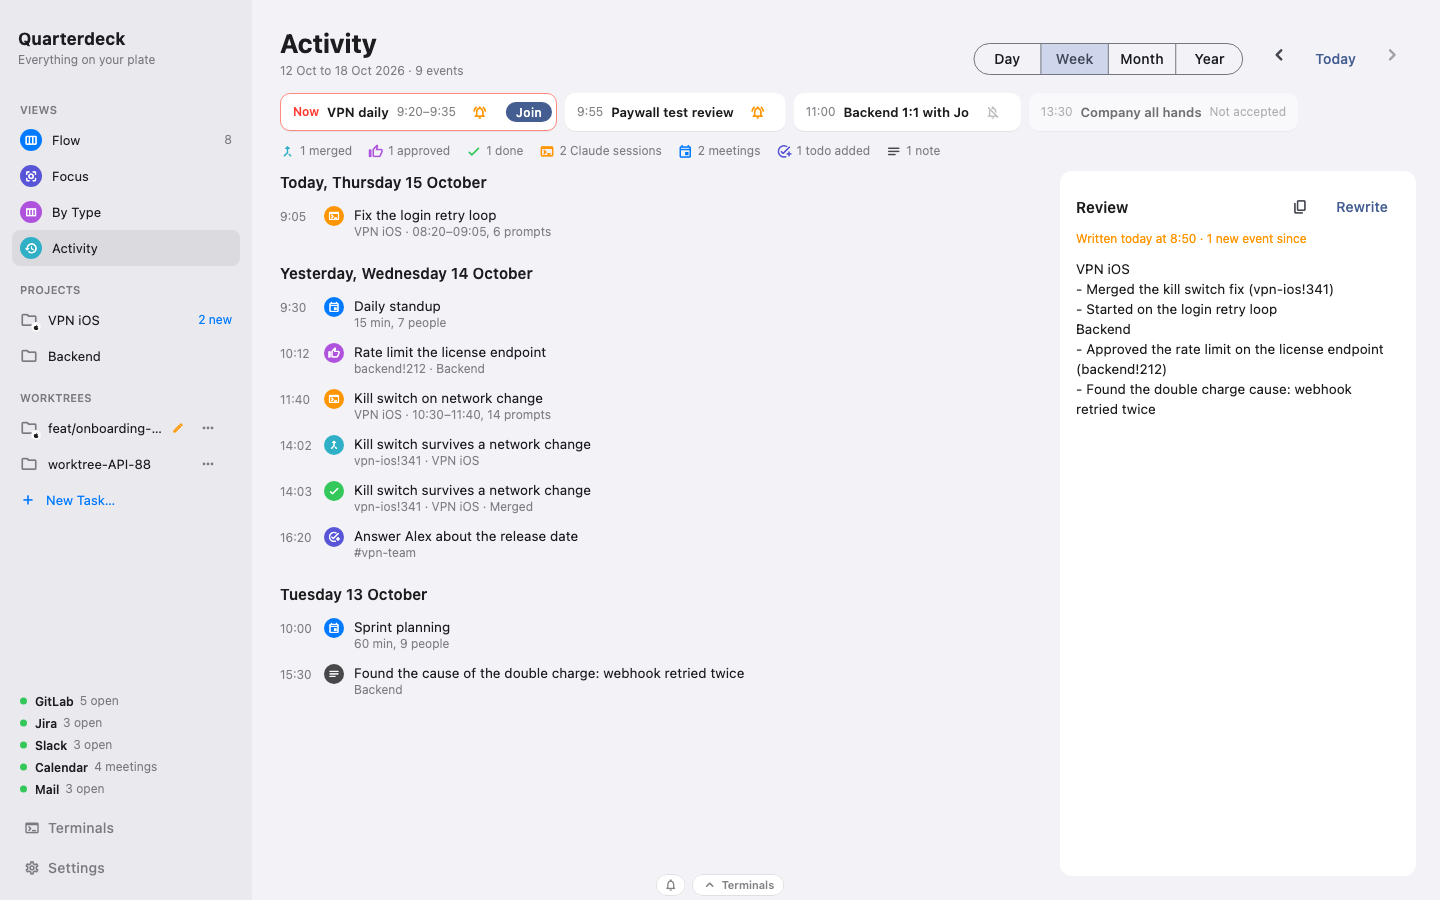 Quarterdeck
Everything on your plate
VIEWS
Flow 8
Focus
By Type
Activity
PROJECTS
VPN iOS 2 new
Backend
WORKTREES
feat/onboarding-...
worktree-API-88
New Task...
GitLab 5 open
Jira 3 open
Slack 3 open
Calendar 4 meetings
Mail 3 open
Terminals
Settings
Activity
12 Oct to 18 Oct 2026 · 9 events
Day Week Month Year
Today
Now VPN daily 9:20–9:35 Join
9:55 Paywall test review
11:00 Backend 1:1 with Jo
13:30 Company all hands Not accepted
1 merged 1 approved 1 done 2 Claude sessions 2 meetings 1 todo added 1 note
Today, Thursday 15 October
9:05 Fix the login retry loop
VPN iOS · 08:20–09:05, 6 prompts
Yesterday, Wednesday 14 October
9:30 Daily standup
15 min, 7 people
10:12 Rate limit the license endpoint
backend!212 · Backend
11:40 Kill switch on network change
VPN iOS · 10:30–11:40, 14 prompts
14:02 Kill switch survives a network change
vpn-ios!341 · VPN iOS
14:03 Kill switch survives a network change
vpn-ios!341 · VPN iOS · Merged
16:20 Answer Alex about the release date
#vpn-team
Tuesday 13 October
10:00 Sprint planning
60 min, 9 people
15:30 Found the cause of the double charge: webhook retried twice
Backend
Review Rewrite
Written today at 8:50 · 1 new event since
VPN iOS
- Merged the kill switch fix (vpn-ios!341)
- Started on the login retry loop
Backend
- Approved the rate limit on the license endpoint
(backend!212)
- Found the double charge cause: webhook
retried twice
Terminals